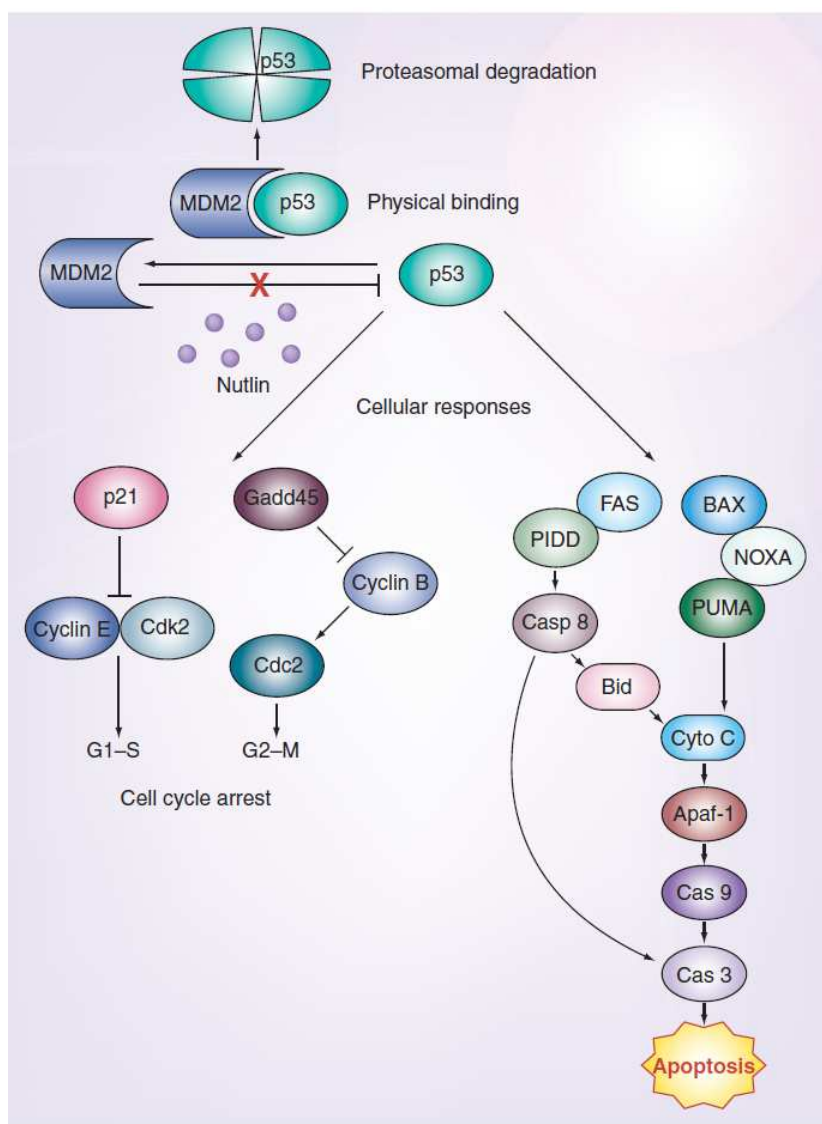 p53
Proteasomal degradation
MDM2
p53
Physical binding
MDM2
p53
X
Nutlin
Cellular responses
p21
Gadd45
FAS
BAX
PIDD
NOXA
Cyclin B
PUMA
Cyclin E
Cdk2
Casp 8
Cdc2
Bid
Cyto C
G1–S
G2–M
Cell cycle arrest
Apaf-1
Cas 9
Cas 3
Apoptosis